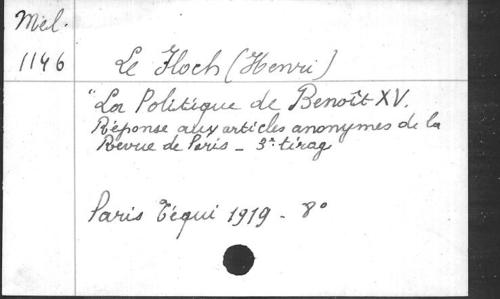 Mel.
1146
Le Floch (Henri)
"La Politique de Benoît XV.
Réponse aux articles anonymes de la
Revue de Paris - 3e tirag
Paris Téqui 1919 - 8°